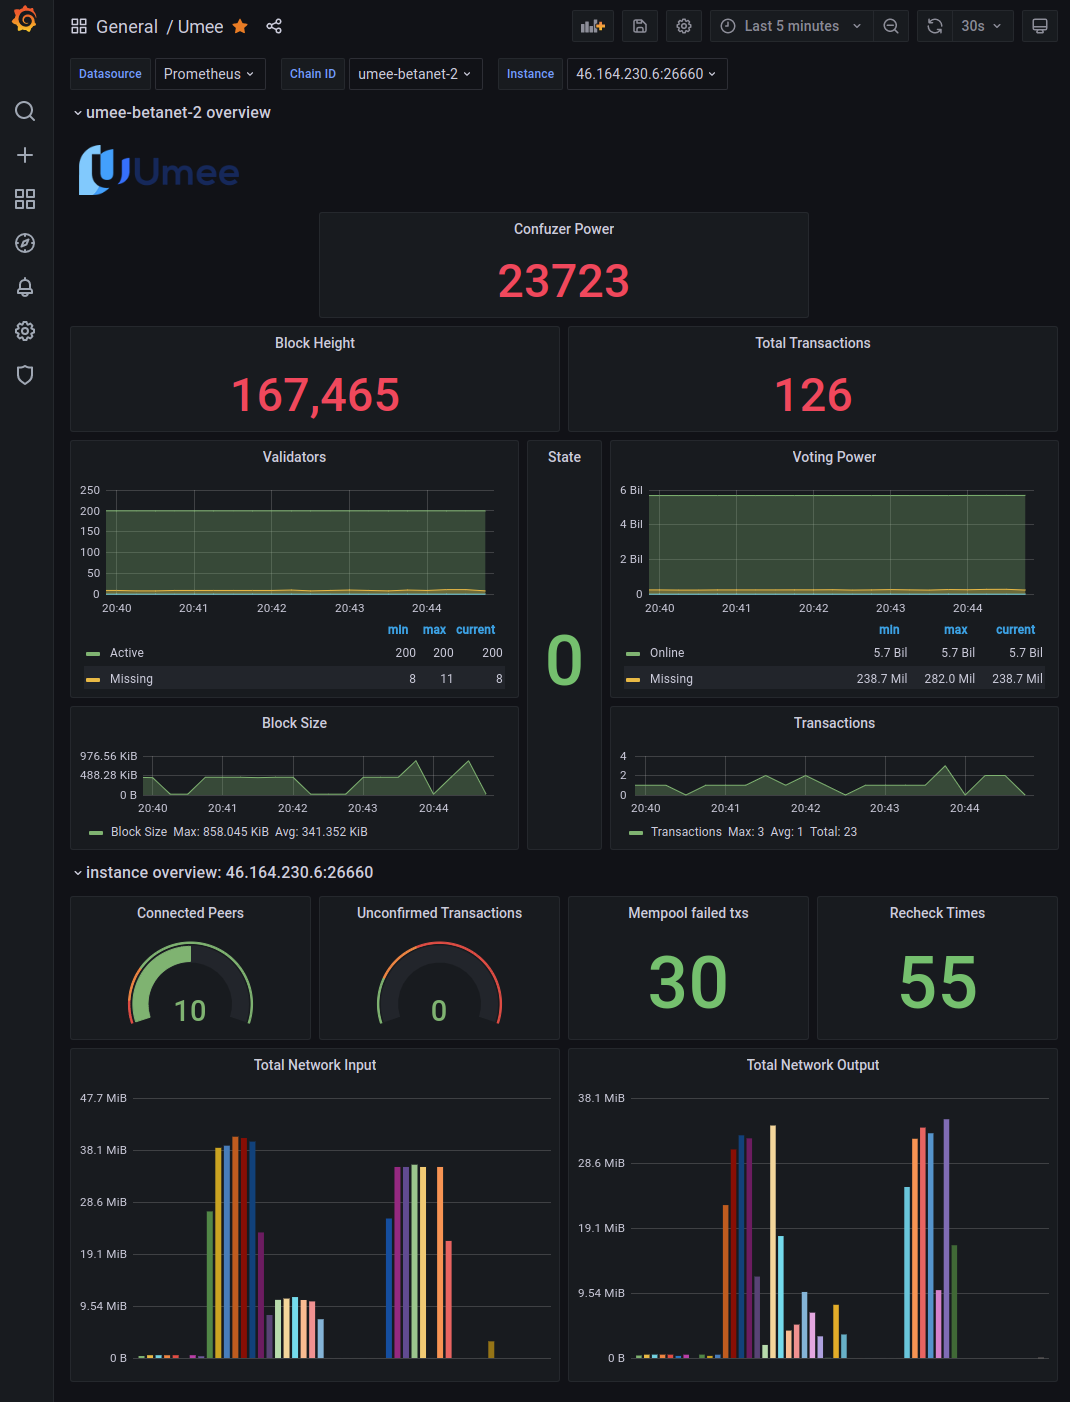 General / Umee
Last 5 minutes
30s
Datasource Prometheus Chain ID umee-betanet-2 Instance 46.164.230.6:26660
umee-betanet-2 overview
Umee
Confuzer Power
23723
Block Height
167,465
Total Transactions
126
Validators
250
200
150
100
50
0
20:40 20:41 20:42 20:43 20:44
min max current
Active 200 200 200
Missing 8 11 8
State
0
Voting Power
6 Bil
4 Bil
2 Bil
0
20:40 20:41 20:42 20:43 20:44
min max current
Online 5.7 Bil 5.7 Bil 5.7 Bil
Missing 238.7 Mil 282.0 Mil 238.7 Mil
Block Size
976.56 KiB
488.28 KiB
0 B
20:40 20:41 20:42 20:43 20:44
Block Size Max: 858.045 KiB Avg: 341.352 KiB
Transactions
4
2
0
20:40 20:41 20:42 20:43 20:44
Transactions Max: 3 Avg: 1 Total: 23
instance overview: 46.164.230.6:26660
Connected Peers
10
Unconfirmed Transactions
0
Mempool failed txs
30
Recheck Times
55
Total Network Input
47.7 MiB
38.1 MiB
28.6 MiB
19.1 MiB
9.54 MiB
0 B
Total Network Output
38.1 MiB
28.6 MiB
19.1 MiB
9.54 MiB
0 B